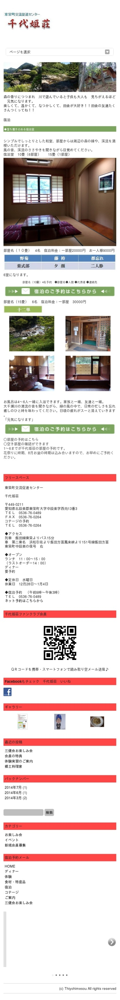 東栄町交流促進センター
千代姫荘
ページを選択
森の香りにつつまれ　川で遊んでいると子供も大人も　見ちがえるほど
元気になります。
楽しくて、温かくて、なつかしくて、田舎が大好き！！田舎の友達たく
さんつくってね！！
宿泊
◆落ち着きのある宿泊室
シンプルでしっとりとした和室、部屋からは周辺の森の緑や、渓流を満
喫いただけます。
風の音、渓流のささやきを聞きながら目覚めてください。
宿泊室　10畳（6部屋）　　15畳（1部屋）
部屋名（１０畳）　4名　宿泊料金：一部屋20000円　お一人様9000円
野菊　藤袴　都忘れ
紫式部　夕顔　二人静
6室になります。
部屋名（10畳）4名予約　●部屋名●人数 ●代表者 ●連絡先
宿泊のご予約はこちらから
部屋名（15畳）　6名　宿泊料金：一部屋　30000円
十二単
お風呂は4～6人一緒に入浴できます。家族と一緒、友達と一緒。
大千瀬川の清流の音を聞きながら、緑の風の中で、日常の忙しさを忘れ
癒しのひと時を味わってください。日頃の疲れがスーと消えていきます
。
「元気になります」
宿泊のご予約はこちらから
〇部屋の予約はこちら
〇空き部屋の確認ができます
1～6までが千代姫荘の部屋の予約です。
花祭りに時期、8月お盆の時期は込み合いますので、お早めにご予約く
ださい。
フリースペース
東栄町交流促進センター
千代姫荘
〒449-0211
愛知県北設楽郡東栄町大字中設楽字西向13番3
ＴＥＬ　0536-76-0489
ＦＡＸ　0536-76-0264
コテージの予約
ＴＥＬ　0536-76-0264
◆アクセス
列車　飯田線東栄よりバス15分
車　第二東名　浜松引佐より飯田方面鳳来峡より151号線飯田方面
東栄町中設楽の信号　右
◆オープン
ランチ　11：00～15：00
（ラストオーダー14：00）
ディナー
要予約
◆定休日　水曜日
休業日　12月28日～1月4日
◆宿泊予約　（午前9時～午後3時）
ＴＥＬ　0536-76-0489
ネット予約はこちらから
千代姫荘ファンクラブ会員
ＱＲコードを携帯・スマートフォンで読み取り空メール送信♪
Facebookもチェック　千代姫荘　いいね
ギャラリー
最近の投稿
三健会お楽しみ会
会員の特典
体験実習のご案内
郷土料理家
バックナンバー
2014年7月 (1)
2014年6月 (1)
2014年3月 (2)
検索
カテゴリー
お楽しみ会
イベント
新規会員募集
宿泊予約メール
HOME
ディナー
体験
食材・特産品
宿泊
コテージ
ご案内
三健会お楽しみ会
(c) Thiyohimesou All rights reserved